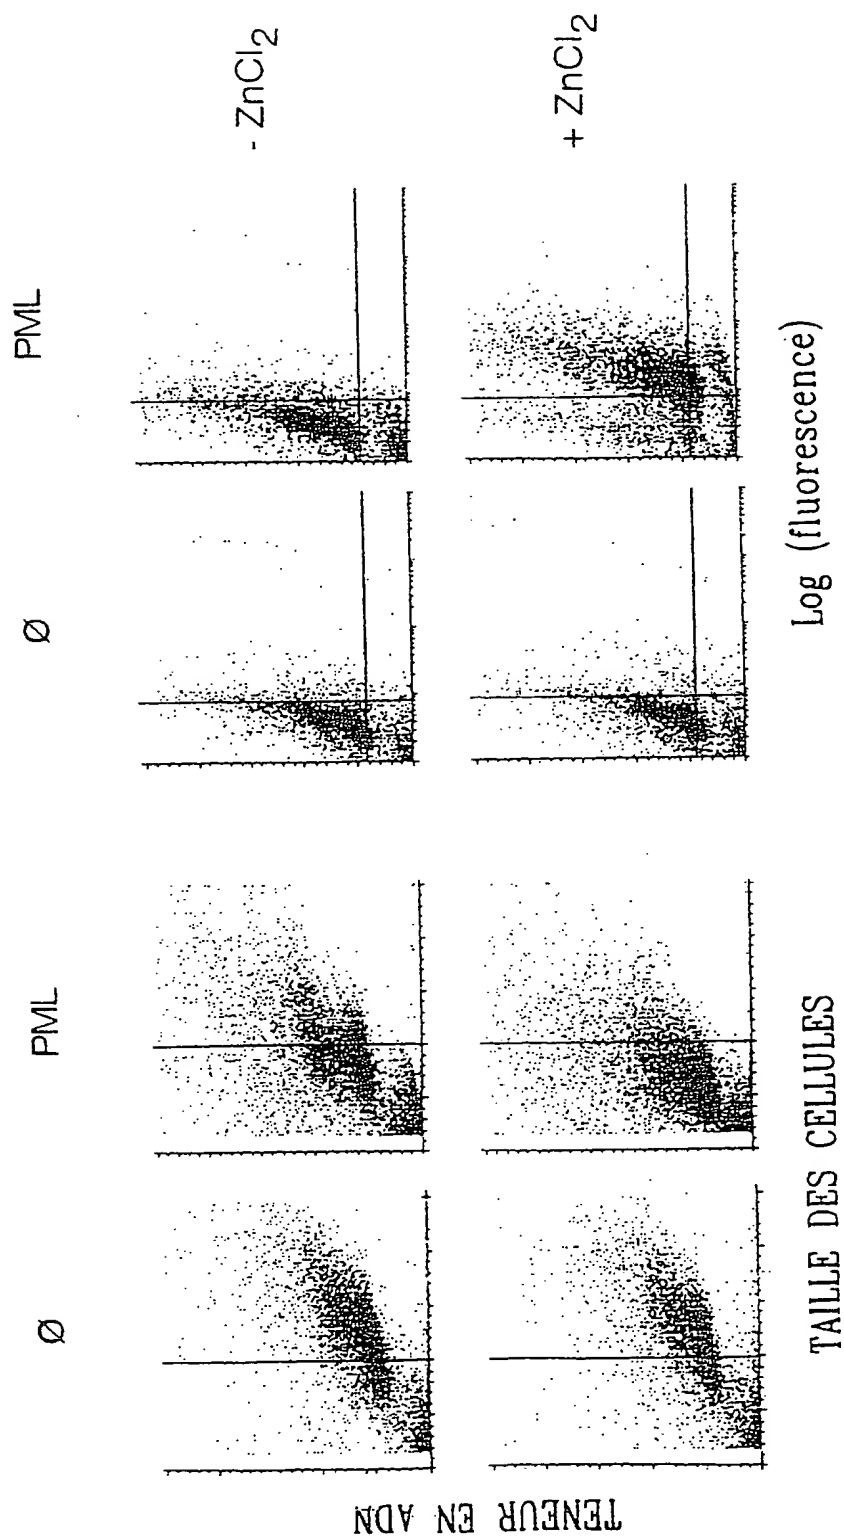 Ø PML Ø PML
- ZnCl₂
+ ZnCl₂
TENEUR EN ADN
TAILLE DES CELLULES
Log (fluorescence)